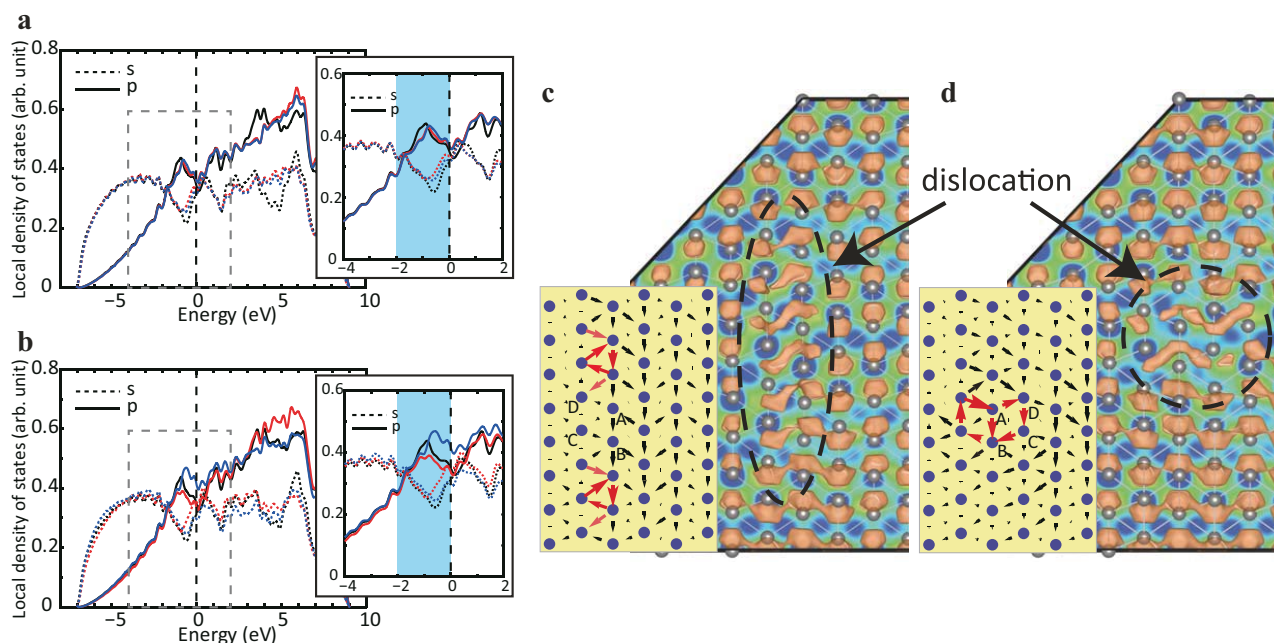 a
Local density of states (arb. unit)
0.8
0.6
0.4
0.2
0
s
p
−5
0
5
10
Energy (eV)
0.6
0.4
0.2
0
s
p
−4
−2
0
2
b
Local density of states (arb. unit)
0.8
0.6
0.4
0.2
0
s
p
−5
0
5
10
Energy (eV)
0.6
0.4
0.2
0
s
p
−4
−2
0
2
c
D
A
C
B
dislocation
d
A
D
B
C